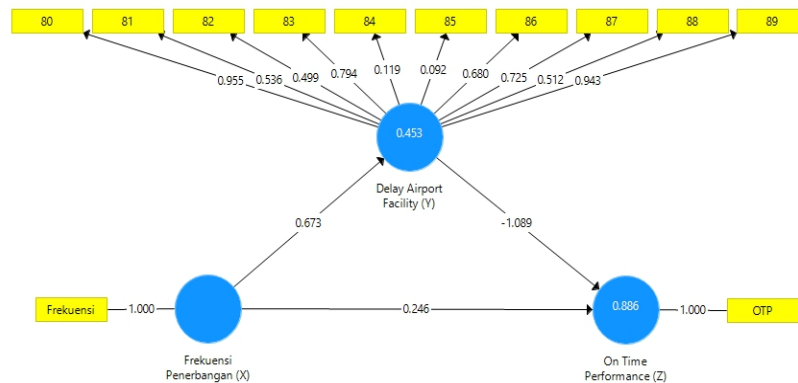 80 81 82 83 84 85 86 87 88 89
0.955 0.536 0.499 0.794 0.119 0.092 0.680 0.725 0.512 0.943
0.453
Delay Airport
Facility (Y)
0.673
-1.089
Frekuensi
1.000
0.246
0.886
1.000
OTP
Frekuensi
Penerbangan (X)
On Time
Performance (Z)